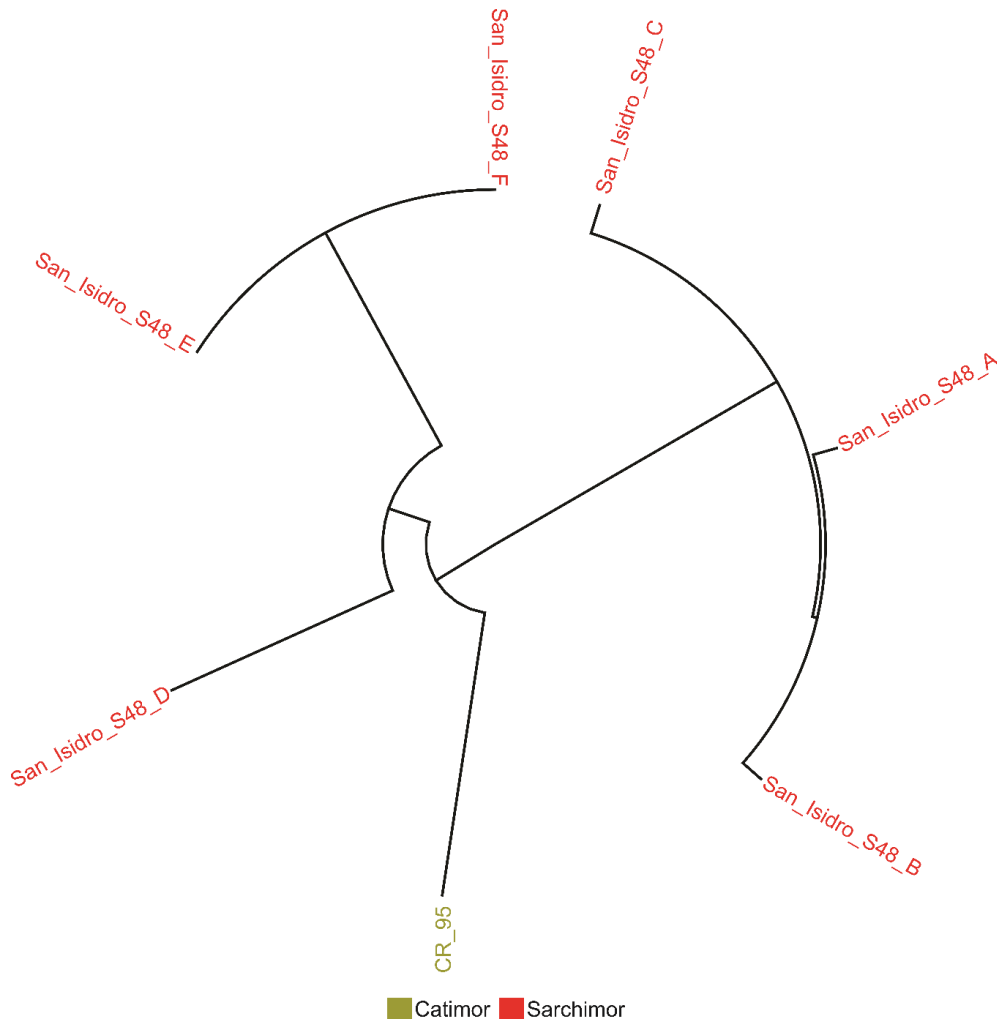 San_Isidro_S48_F
San_Isidro_S48_C
San_Isidro_S48_E
San_Isidro_S48_A
San_Isidro_S48_D
San_Isidro_S48_B
CR_95
Catimor Sarchimor